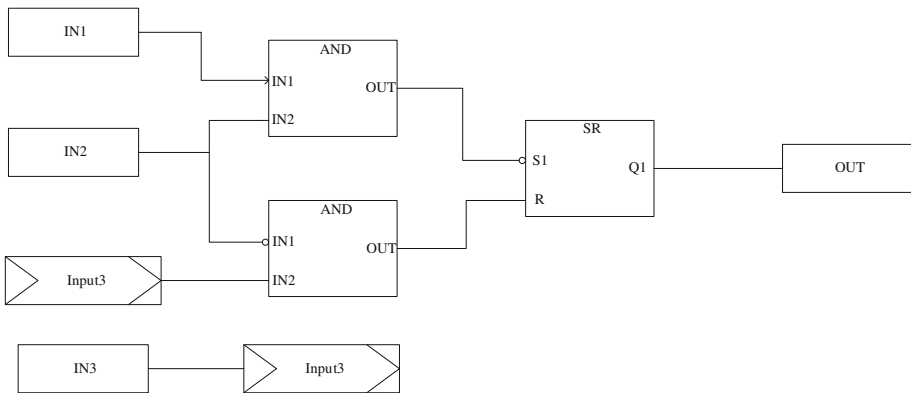 IN1
AND
IN1
OUT
IN2
IN2
SR
S1
Q1
OUT
R
AND
IN1
OUT
IN2
Input3
IN3
Input3